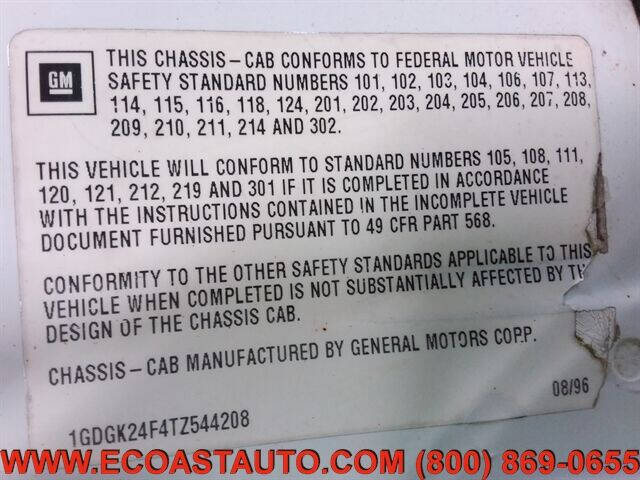 GM
THIS CHASSIS-CAB CONFORMS TO FEDERAL MOTOR VEHICLE
SAFETY STANDARD NUMBERS 101, 102, 103, 104, 106, 107, 113,
114, 115, 116, 118, 124, 201, 202, 203, 204, 205, 206, 207, 208,
209, 210, 211, 214 AND 302.
THIS VEHICLE WILL CONFORM TO STANDARD NUMBERS 105, 108, 111,
120, 121, 212, 219 AND 301 IF IT IS COMPLETED IN ACCORDANCE
WITH THE INSTRUCTIONS CONTAINED IN THE INCOMPLETE VEHICLE
DOCUMENT FURNISHED PURSUANT TO 49 CFR PART 568.
CONFORMITY TO THE OTHER SAFETY STANDARDS APPLICABLE TO THIS
VEHICLE WHEN COMPLETED IS NOT SUBSTANTIALLY AFFECTED BY
DESIGN OF THE CHASSIS CAB.
CHASSIS-CAB MANUFACTURED BY GENERAL MOTORS CORP.
08/96
1GDGK24F4TZ544208
WWW.ECOASTAUTO.COM (800) 869-0655